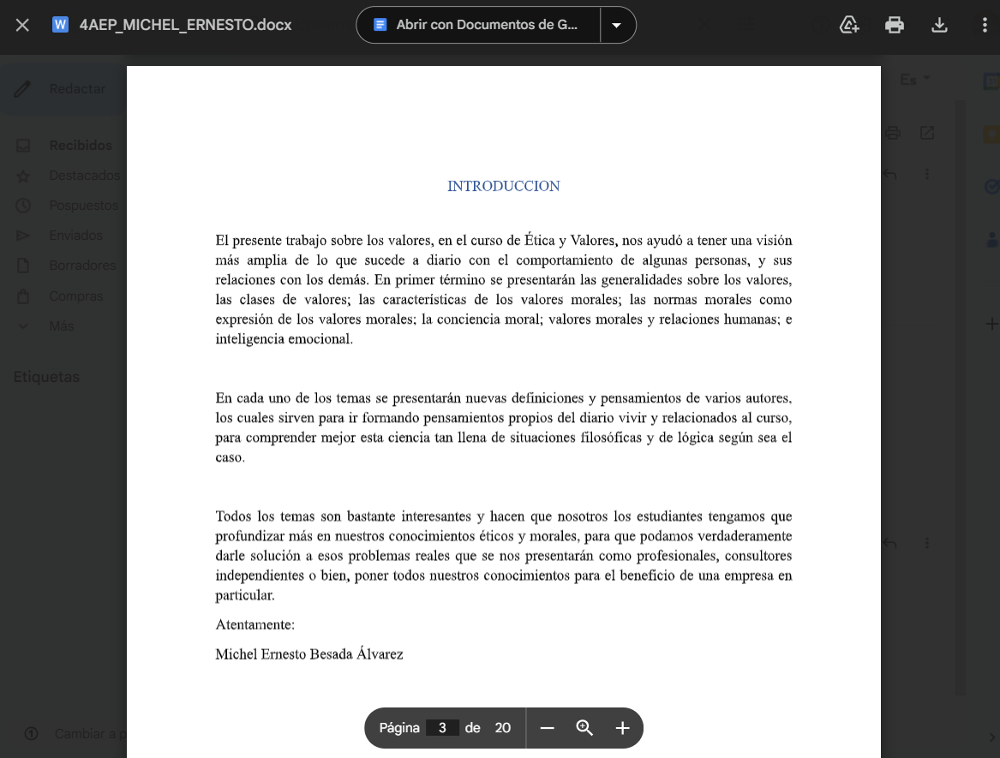 4AEP_MICHEL_ERNESTO.docx
Abrir con Documentos de G...
Redactar
Es
Recibidos
Destacados
Pospuestos
Enviados
Borradores
Compras
Más
Etiquetas
INTRODUCCION
El presente trabajo sobre los valores, en el curso de Ética y Valores, nos ayudó a tener una visión
más amplia de lo que sucede a diario con el comportamiento de algunas personas, y sus
relaciones con los demás. En primer término se presentarán las generalidades sobre los valores,
las clases de valores; las características de los valores morales; las normas morales como
expresión de los valores morales; la conciencia moral; valores morales y relaciones humanas; e
inteligencia emocional.
En cada uno de los temas se presentarán nuevas definiciones y pensamientos de varios autores,
los cuales sirven para ir formando pensamientos propios del diario vivir y relacionados al curso,
para comprender mejor esta ciencia tan llena de situaciones filosóficas y de lógica según sea el
caso.
Todos los temas son bastante interesantes y hacen que nosotros los estudiantes tengamos que
profundizar más en nuestros conocimientos éticos y morales, para que podamos verdaderamente
darle solución a esos problemas reales que se nos presentarán como profesionales, consultores
independientes o bien, poner todos nuestros conocimientos para el beneficio de una empresa en
particular.
Atentamente:
Michel Ernesto Besada Álvarez
Página 3 de 20
Cambiar a p